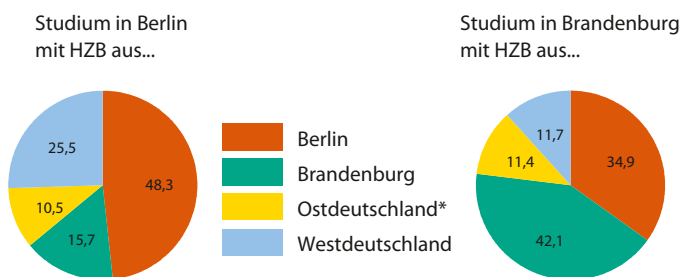 Studium in Berlin
mit HZB aus...
25,5
48,3
10,5
15,7
Berlin
Brandenburg
Ostdeutschland*
Westdeutschland
Studium in Brandenburg
mit HZB aus...
11,7
34,9
11,4
42,1